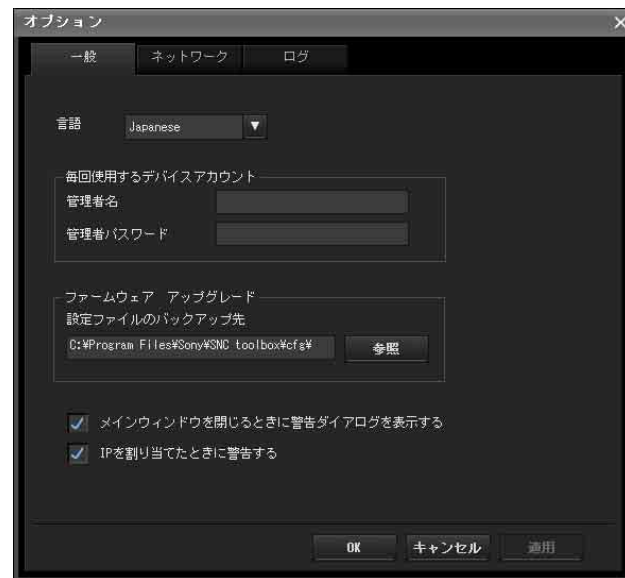 オプション
一般 ネットワーク ログ
言語 Japanese
毎回使用するデバイスアカウント
管理者名
管理者パスワード
ファームウェア アップグレード
設定ファイルのバックアップ先
C:¥Program Files¥Sony¥SNC toolbox¥cfg¥ 参照
メインウィンドウを閉じるときに警告ダイアログを表示する
IPを割り当てたときに警告する
OK キャンセル 適用